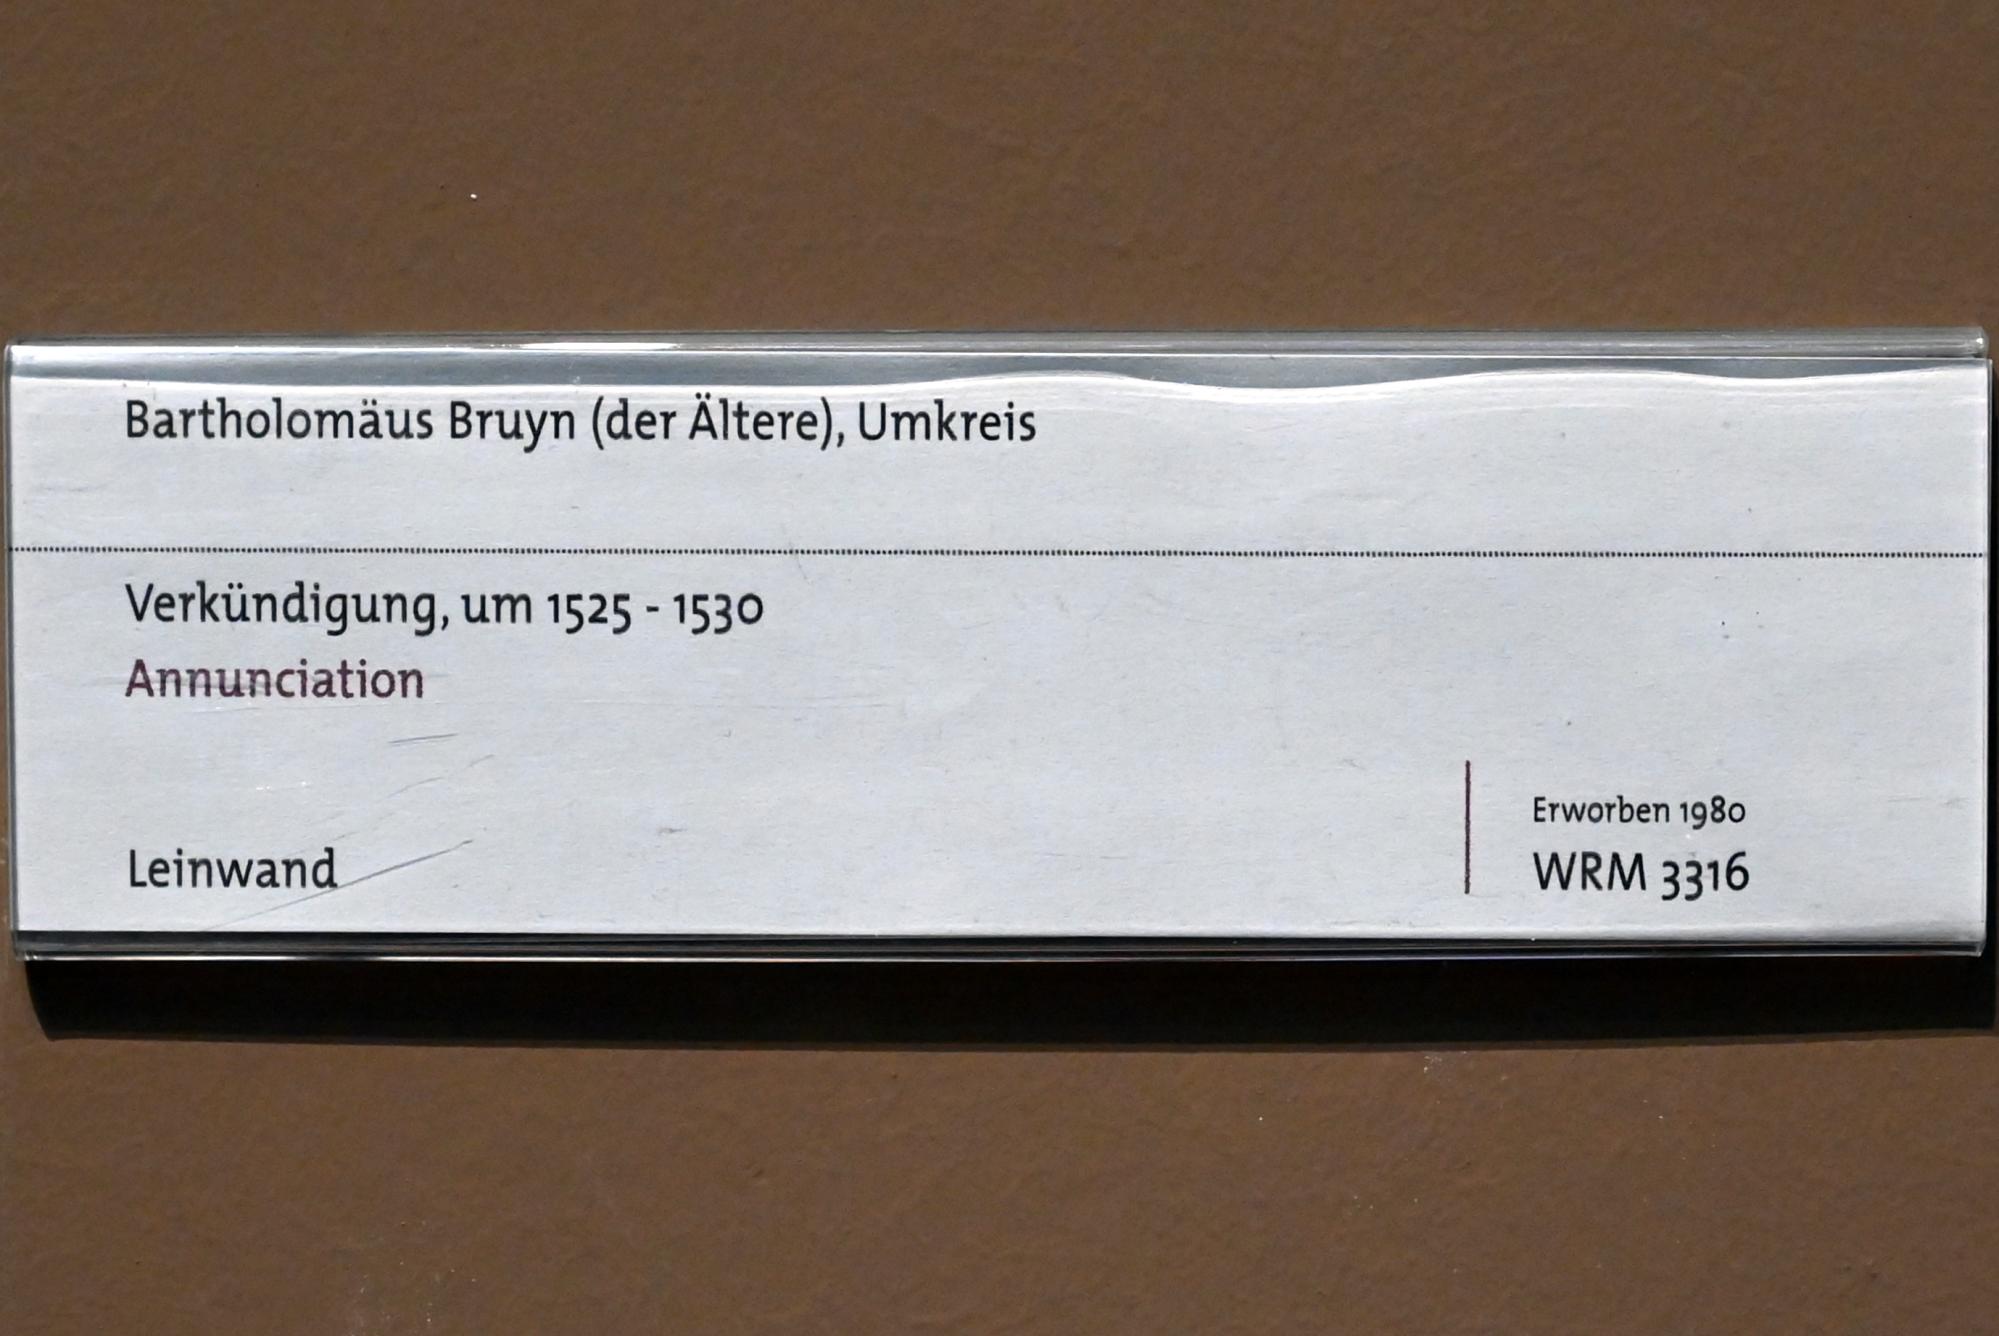 Bartholomäus Bruyn (der Ältere), Umkreis
Verkündigung, um 1525 - 1530
Annunciation
Leinwand
Erworben 1980
WRM 3316